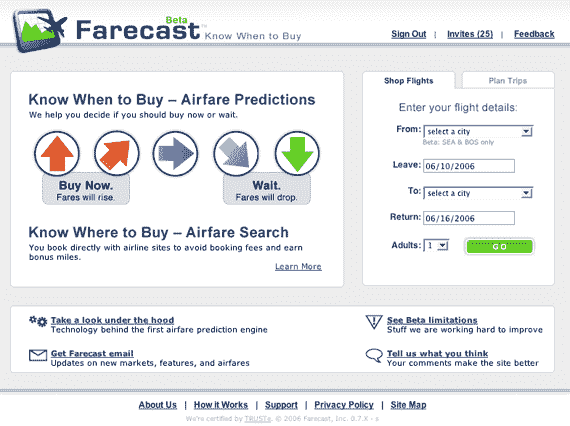 Farecast Beta ™ Know When to Buy
Sign Out | Invites (25) | Feedback
Know When to Buy – Airfare Predictions
We help you decide if you should buy now or wait.
Buy Now.
Fares will rise.
Wait.
Fares will drop.
Know Where to Buy – Airfare Search
You book directly with airline sites to avoid booking fees and earn
bonus miles.
Learn More
Shop Flights
Plan Trips
Enter your flight details:
From: select a city
Beta: SEA & BOS only
Leave: 06/10/2006
To: select a city
Return: 06/16/2006
Adults: 1 GO
Take a look under the hood
Technology behind the first airfare prediction engine
See Beta limitations
Stuff we are working hard to improve
Get Farecast email
Updates on new markets, features, and airfares
Tell us what you think
Your comments make the site better
About Us | How it Works | Support | Privacy Policy | Site Map
We're certified by TRUSTe. © 2006 Farecast, Inc. 0.7.X - s